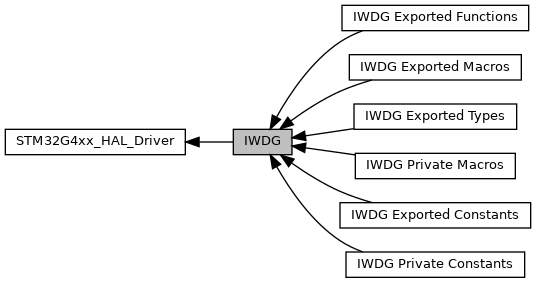 IWDG Exported Functions
IWDG Exported Macros
IWDG Exported Types
STM32G4xx_HAL_Driver
IWDG
IWDG Private Macros
IWDG Exported Constants
IWDG Private Constants